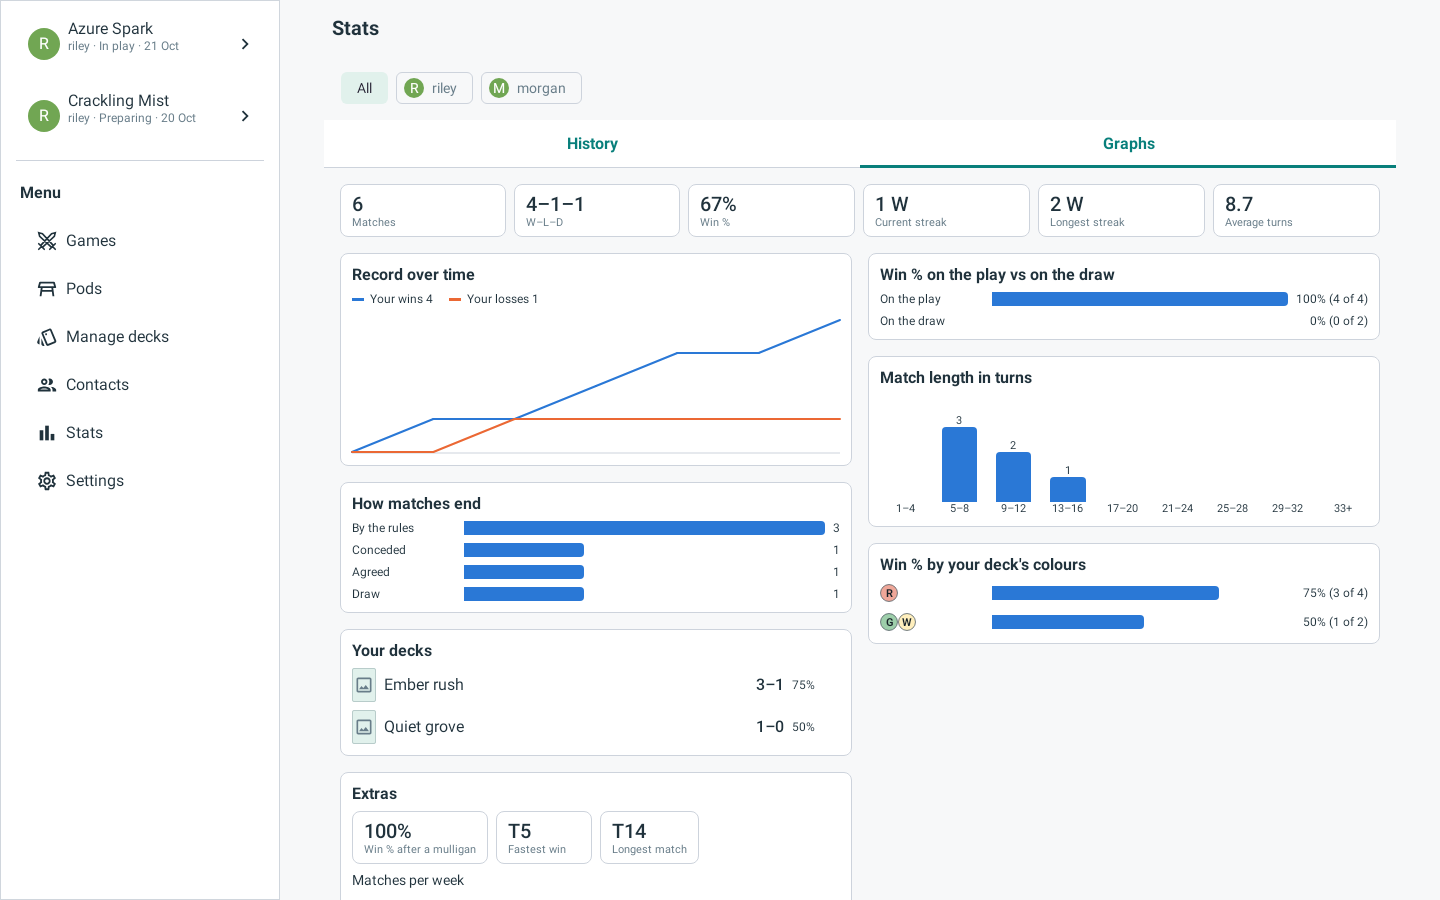 R
Azure Spark
riley · In play · 21 Oct
R
Crackling Mist
riley · Preparing · 20 Oct
Menu
Games
Pods
Manage decks
Contacts
Stats
Settings
Stats
All
R riley
M morgan
History
Graphs
6
Matches
4–1–1
W–L–D
67%
Win %
1 W
Current streak
2 W
Longest streak
8.7
Average turns
Record over time
Your wins 4
Your losses 1
How matches end
By the rules 3
Conceded 1
Agreed 1
Draw 1
Your decks
Ember rush 3–1 75%
Quiet grove 1–0 50%
Extras
100%
Win % after a mulligan
T5
Fastest win
T14
Longest match
Matches per week
Win % on the play vs on the draw
On the play 100% (4 of 4)
On the draw 0% (0 of 2)
Match length in turns
3
2
1
1–4 5–8 9–12 13–16 17–20 21–24 25–28 29–32 33+
Win % by your deck's colours
R 75% (3 of 4)
G W 50% (1 of 2)